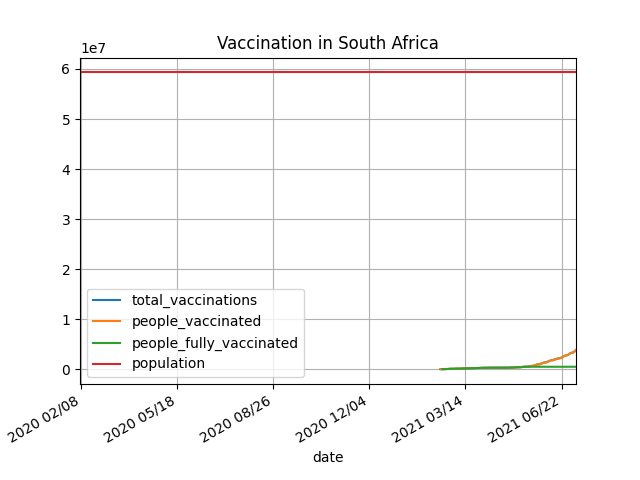 Vaccination in South Africa
1e7
6
5
4
3
2
1
0
total_vaccinations
people_vaccinated
people_fully_vaccinated
population
2020 02/08
2020 05/18
2020 08/26
2020 12/04
2021 03/14
2021 06/22
date